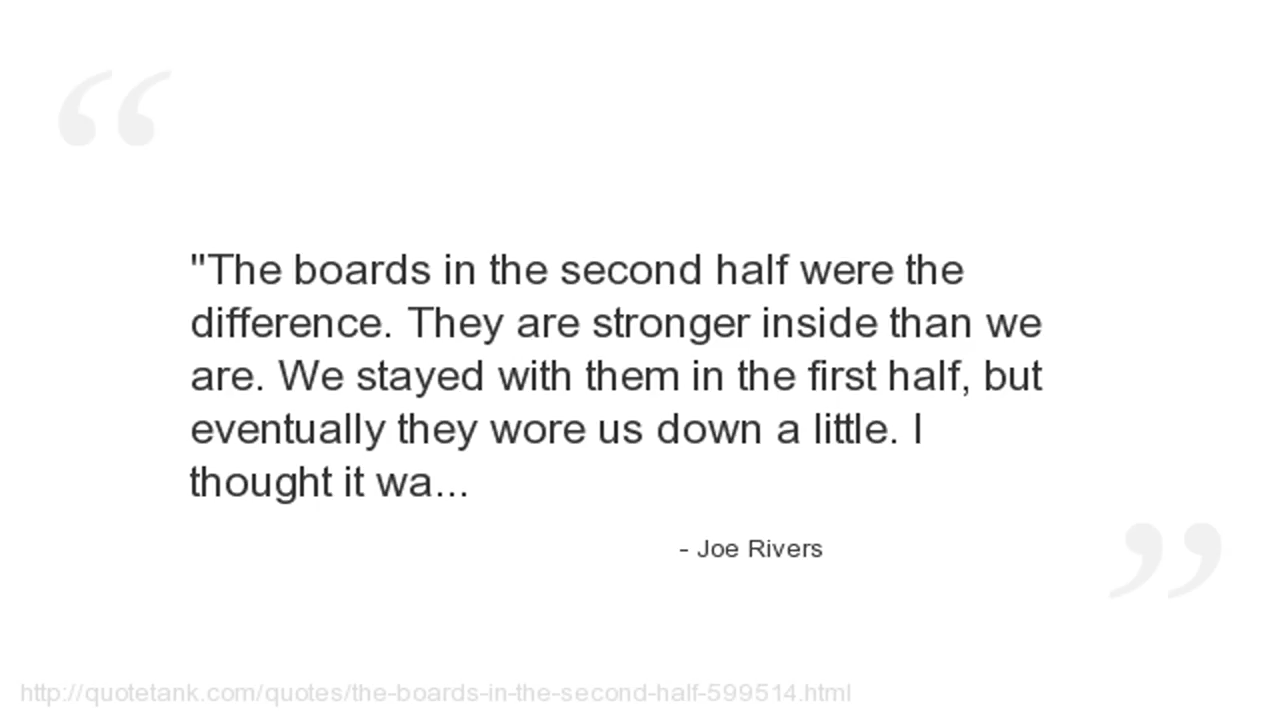 "The boards in the second half were the
difference. They are stronger inside than we
are. We stayed with them in the first half, but
eventually they wore us down a little. I
thought it wa...
- Joe Rivers
http://quotetank.com/quotes/the-boards-in-the-second-half-599514.html